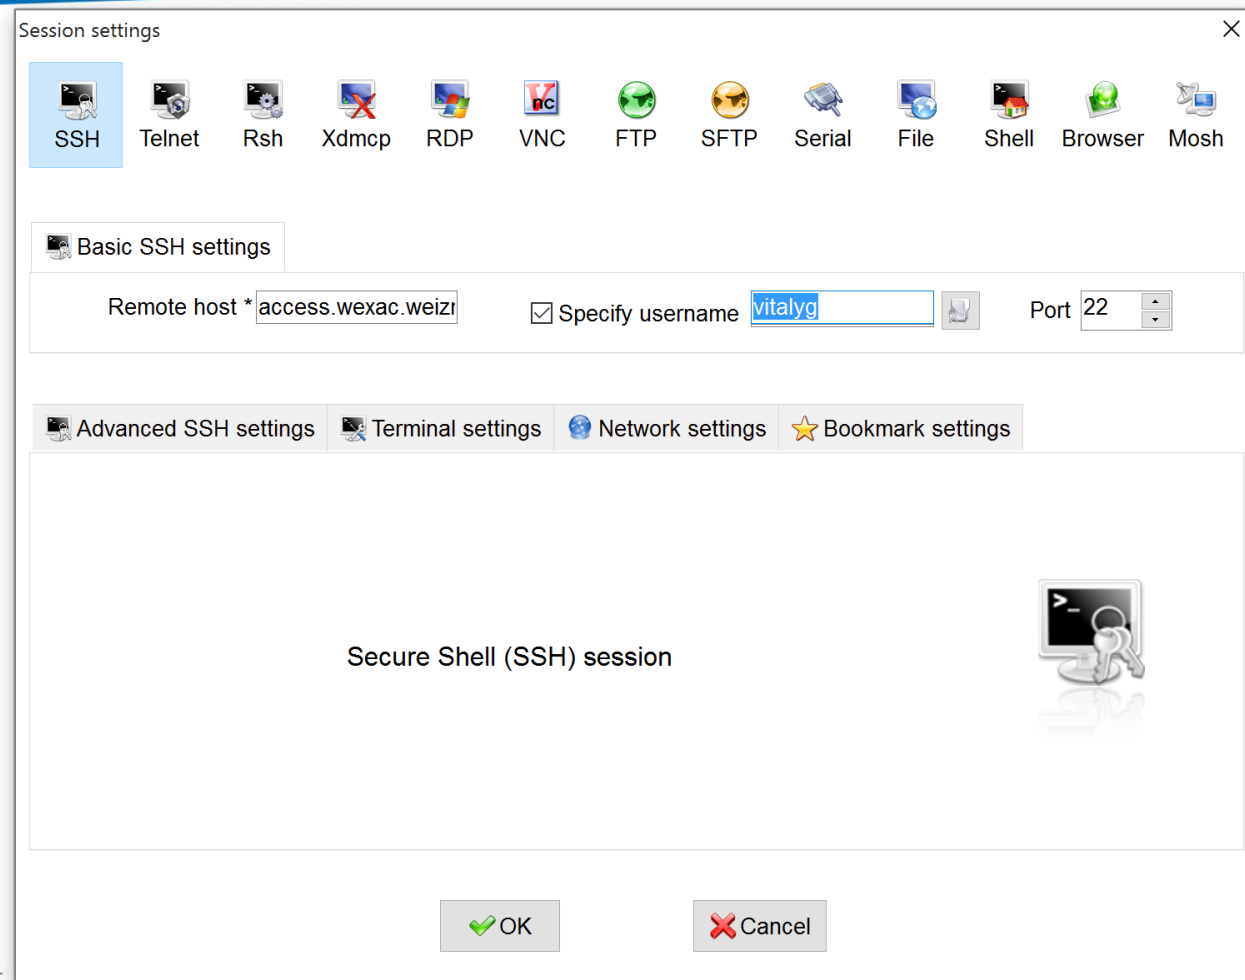 Session settings
SSH Telnet Rsh Xdmcp RDP VNC FTP SFTP Serial File Shell Browser Mosh
Basic SSH settings
Remote host * access.wexac.weizr Specify username vitalyg Port 22
Advanced SSH settings Terminal settings Network settings Bookmark settings
Secure Shell (SSH) session
OK Cancel